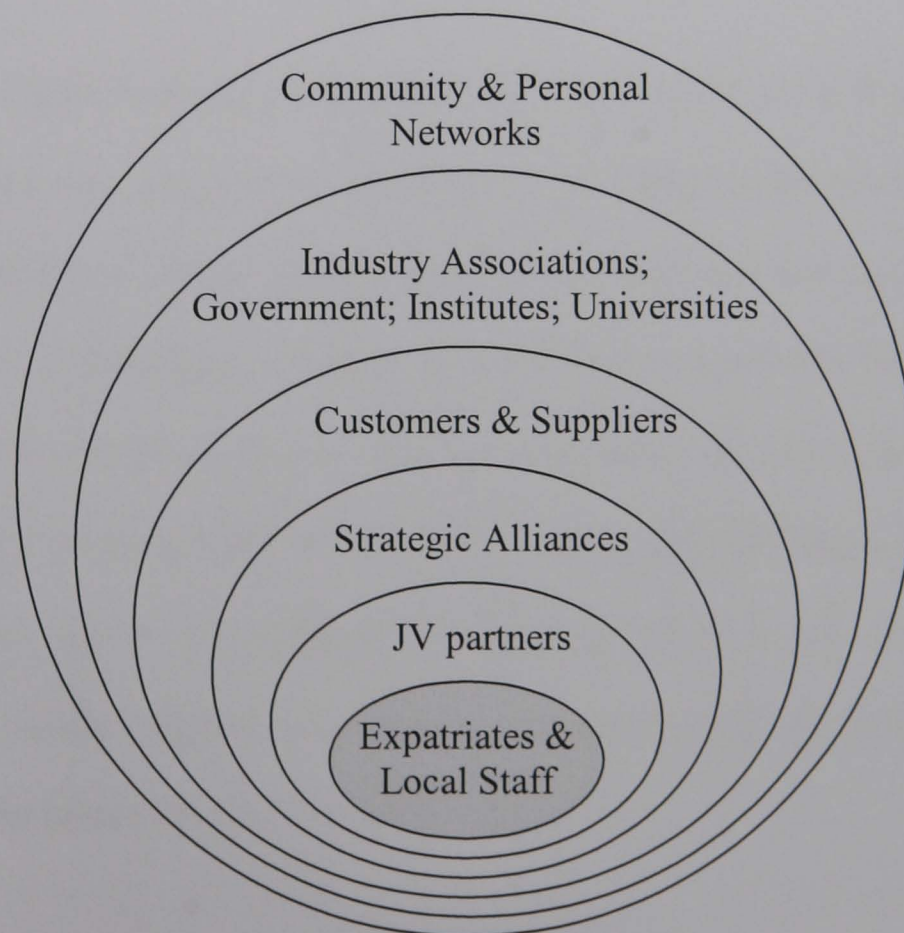 Community & Personal
Networks
Industry Associations;
Government; Institutes; Universities
Customers & Suppliers
Strategic Alliances
JV partners
Expatriates &
Local Staff